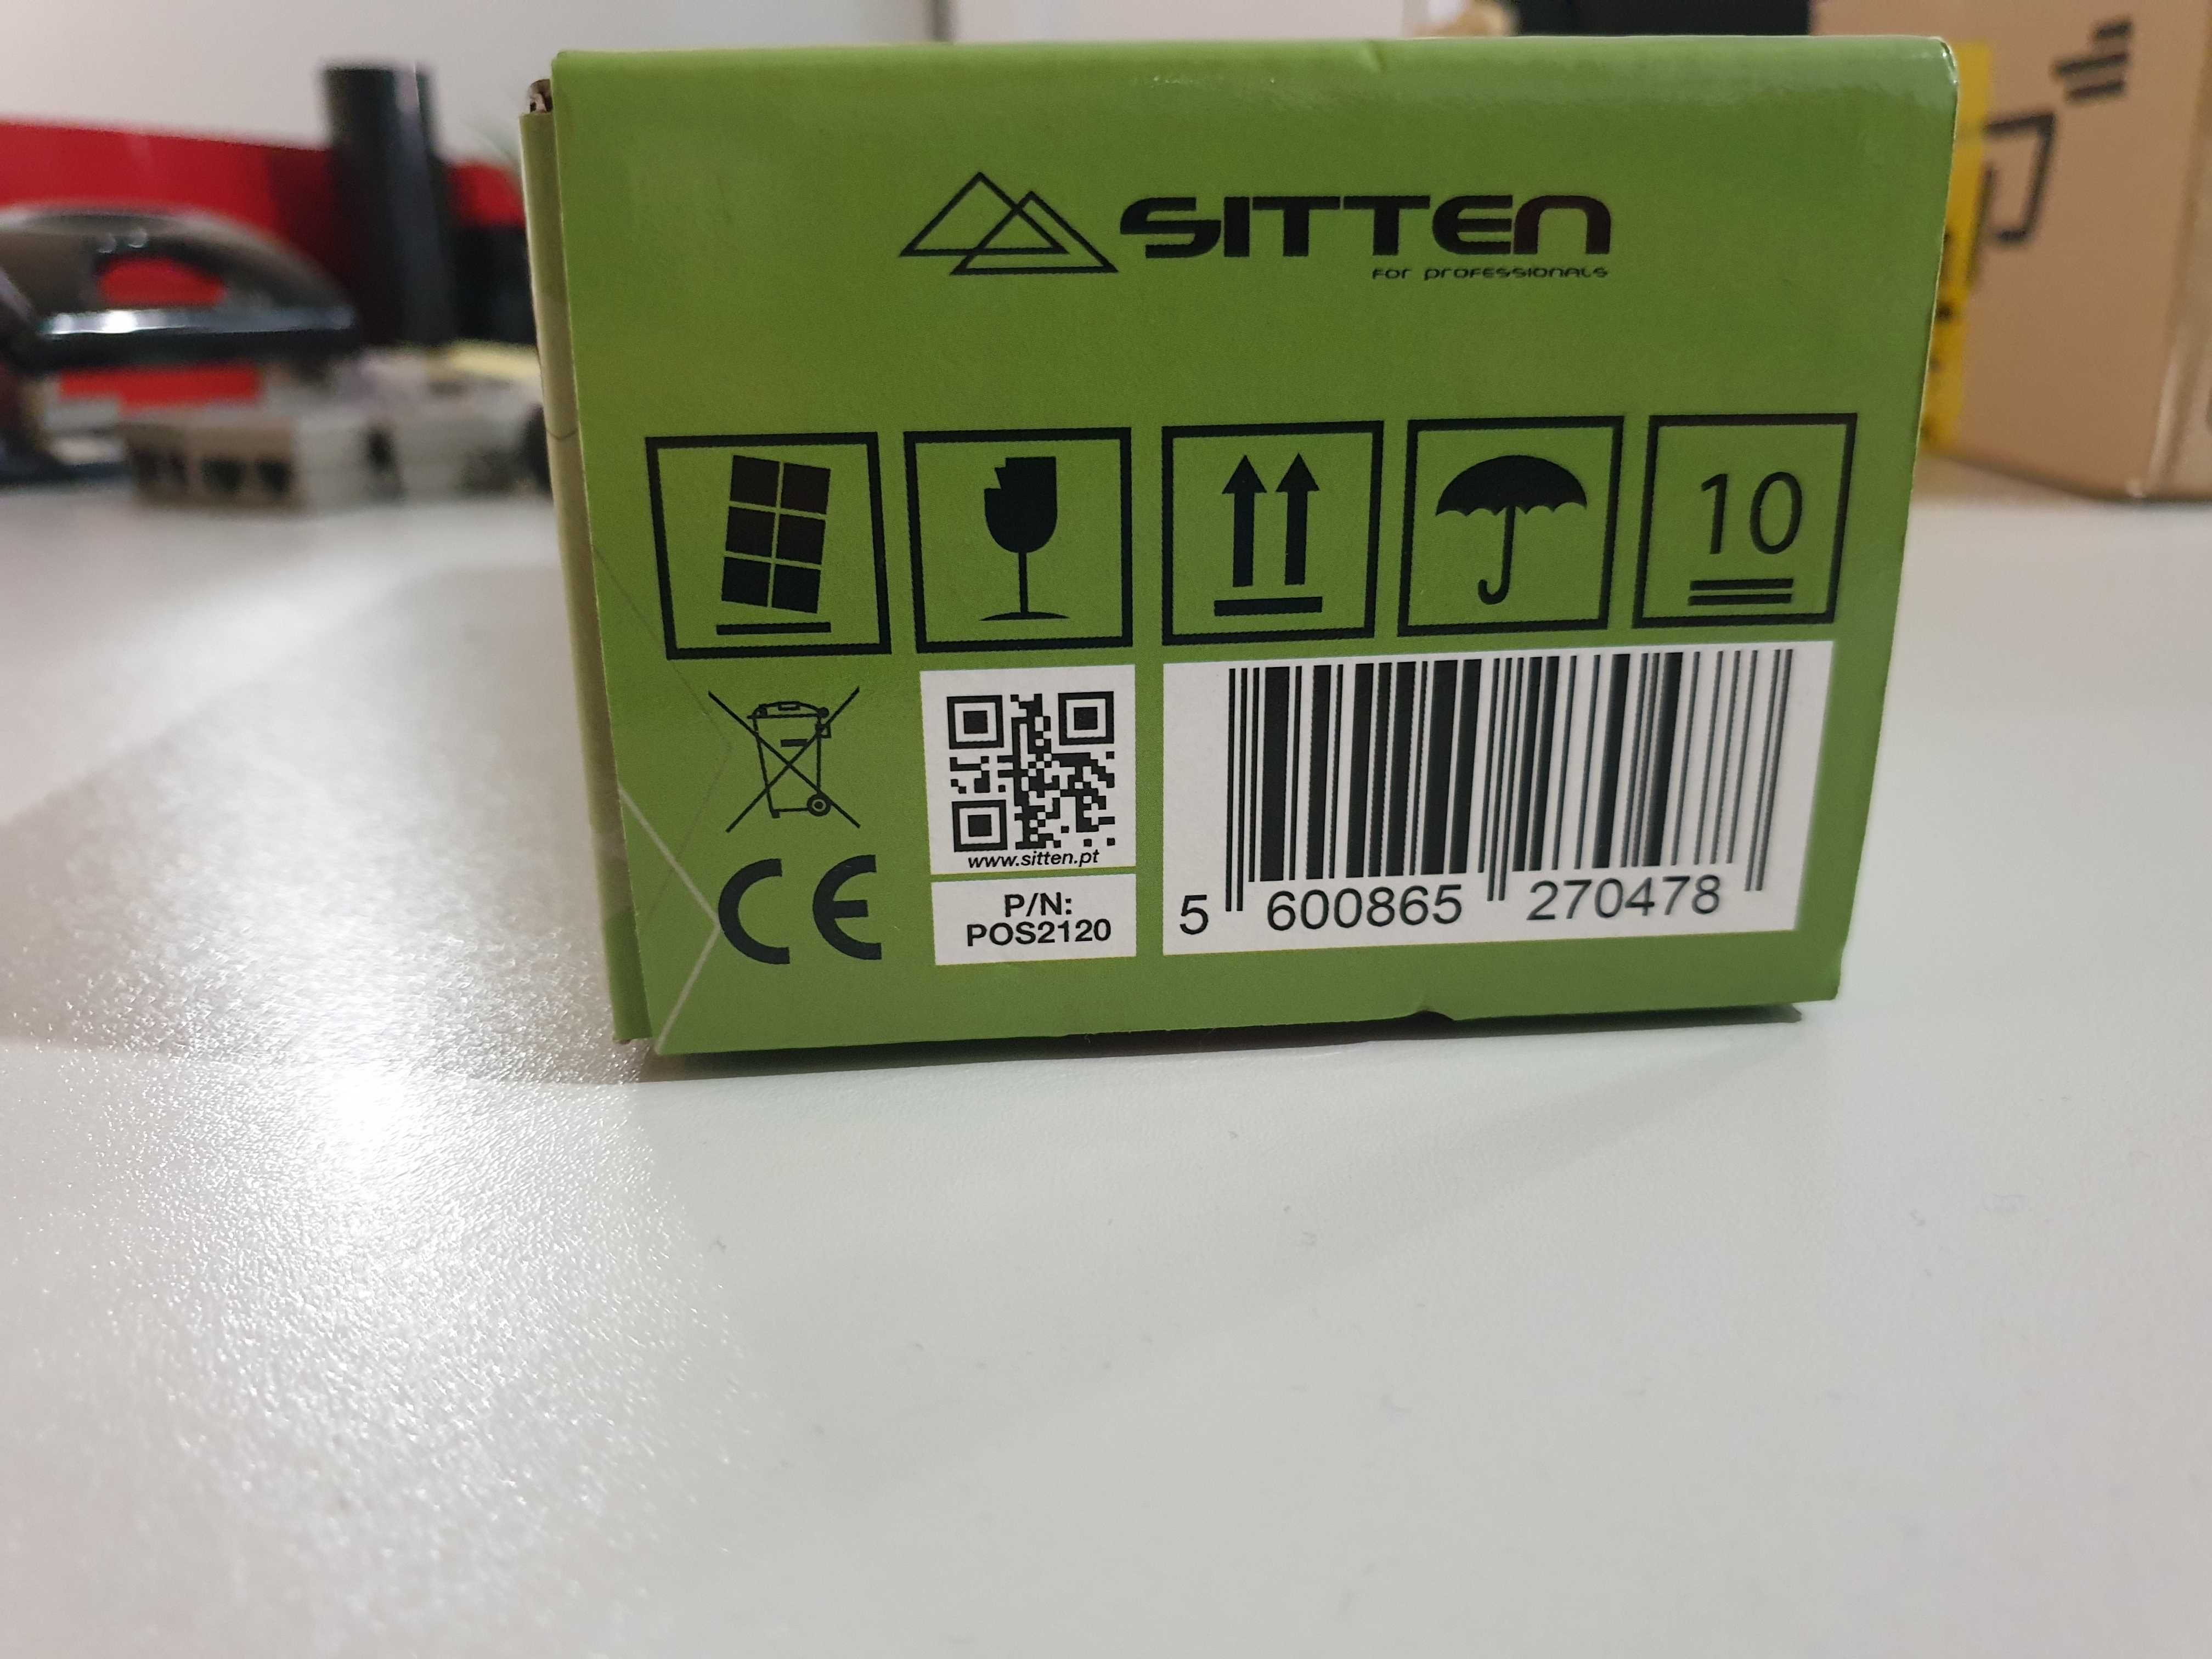 SITTEN
FOR PROFESSIONALS
10
www.sitten.pt
P/N:
POS2120
CE
5 600865 270478